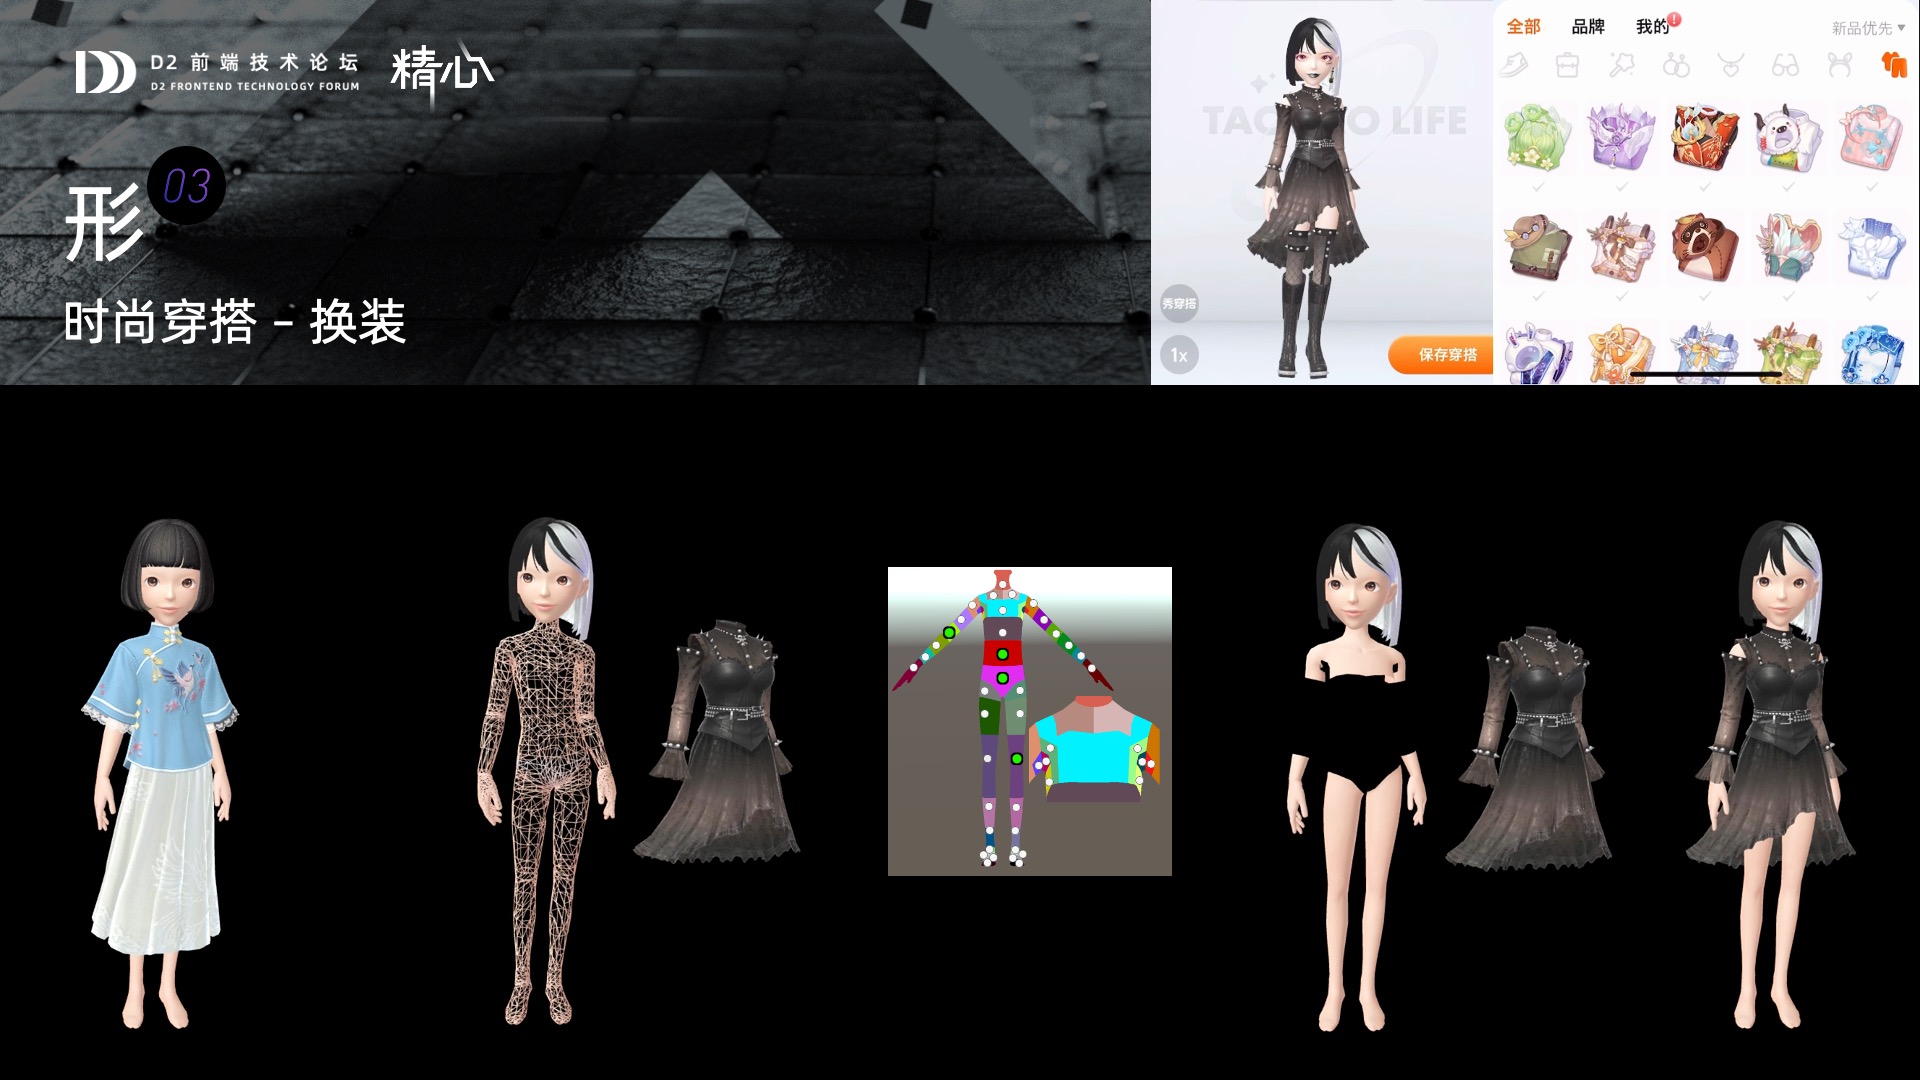 D2 前端技术论坛
D2 FRONTEND TECHNOLOGY FORUM
精心
形
03
时尚穿搭 - 换装
TAOBAO LIFE
秀穿搭
1x
保存穿搭
全部
品牌
我的
!
新品优先